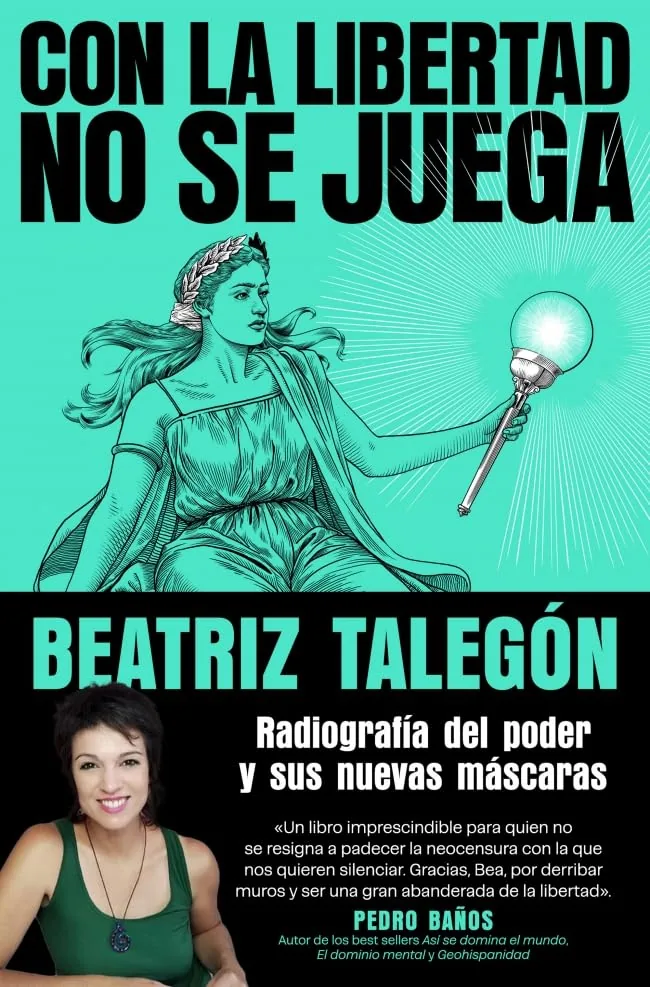 CON LA LIBERTAD
NO SE JUEGA
BEATRIZ TALEGÓN
Radiografía del poder
y sus nuevas máscaras
«Un libro imprescindible para quien no
se resigna a padecer la neocensura con la que
nos quieren silenciar. Gracias, Bea, por derribar
muros y ser una gran abanderada de la libertad».
PEDRO BAÑOS
Autor de los best sellers Así se domina el mundo,
El dominio mental y Geohispanidad